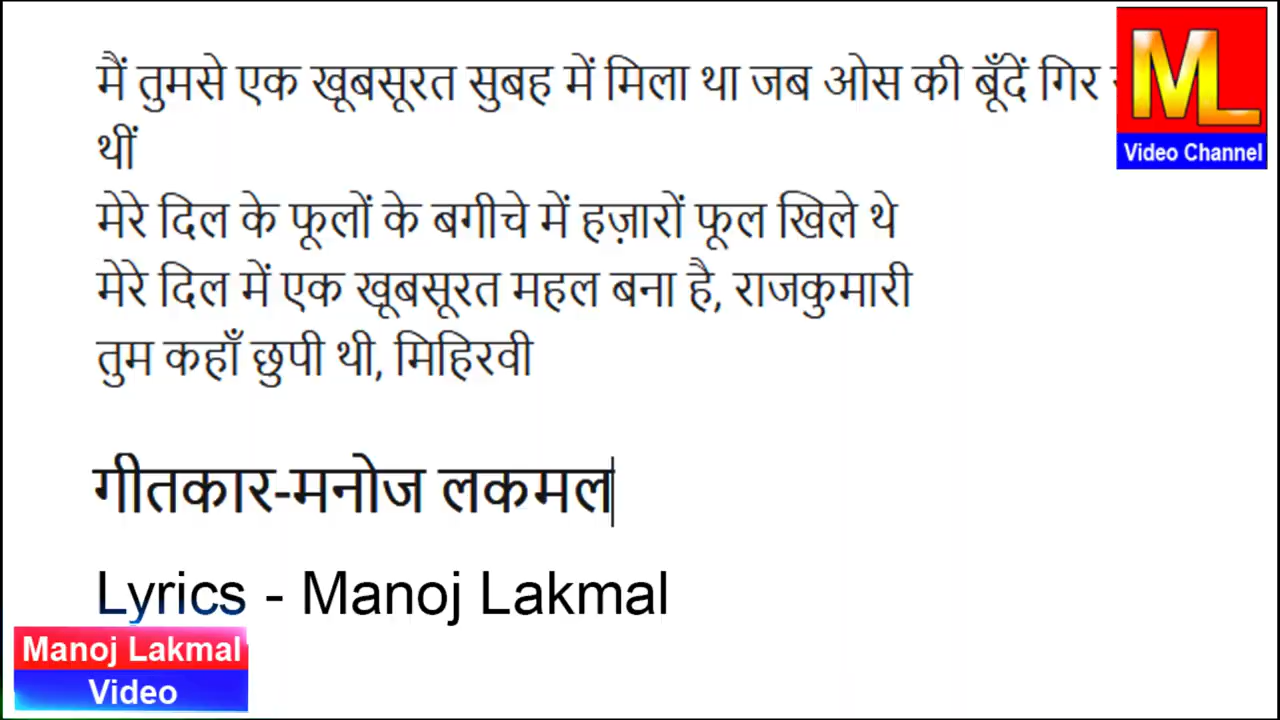 मैं तुमसे एक खूबसूरत सुबह में मिला था जब ओस की बूँदें गिर
थीं
मेरे दिल के फूलों के बगीचे में हज़ारों फूल खिले थे
मेरे दिल में एक खूबसूरत महल बना है, राजकुमारी
तुम कहाँ छुपी थी, मिहिरवी
गीतकार-मनोज लकमल
Lyrics - Manoj Lakmal
ML
Video Channel
Manoj Lakmal
Video